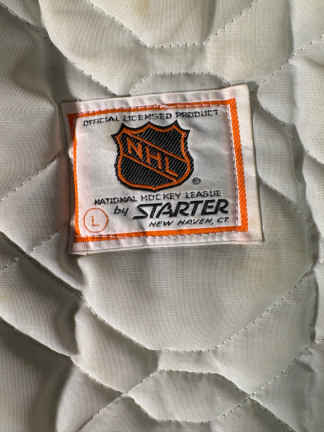 OFFICIAL LICENSED PRODUCT
NHL
®
NATIONAL HOCKEY LEAGUE
L
by STARTER
NEW HAVEN, CT.